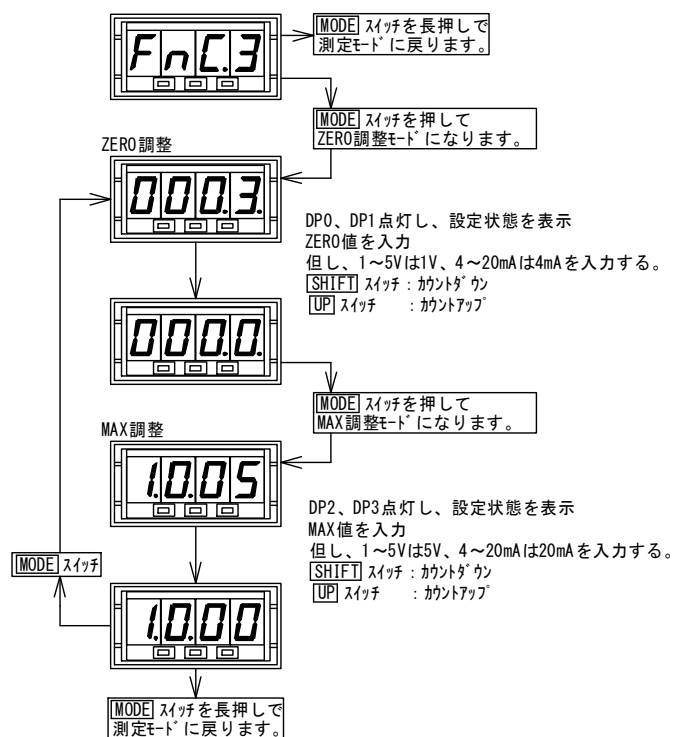 FnC.3
MODE スイッチを長押しで
測定モードに戻ります。
MODE スイッチを押して
ZERO調整モードになります。
ZERO調整
000.3.
DP0、DP1点灯し、設定状態を表示
ZERO値を入力
但し、1～5Vは1V、4～20mAは4mAを入力する。
SHIFT スイッチ：カウントダウン
UP スイッチ　：カウントアップ
000.0.
MODE スイッチを押して
MAX調整モードになります。
MAX調整
1.0.05
DP2、DP3点灯し、設定状態を表示
MAX値を入力
但し、1～5Vは5V、4～20mAは20mAを入力する。
SHIFT スイッチ：カウントダウン
UP スイッチ　：カウントアップ
MODE スイッチ
1.0.00
MODE スイッチを長押しで
測定モードに戻ります。